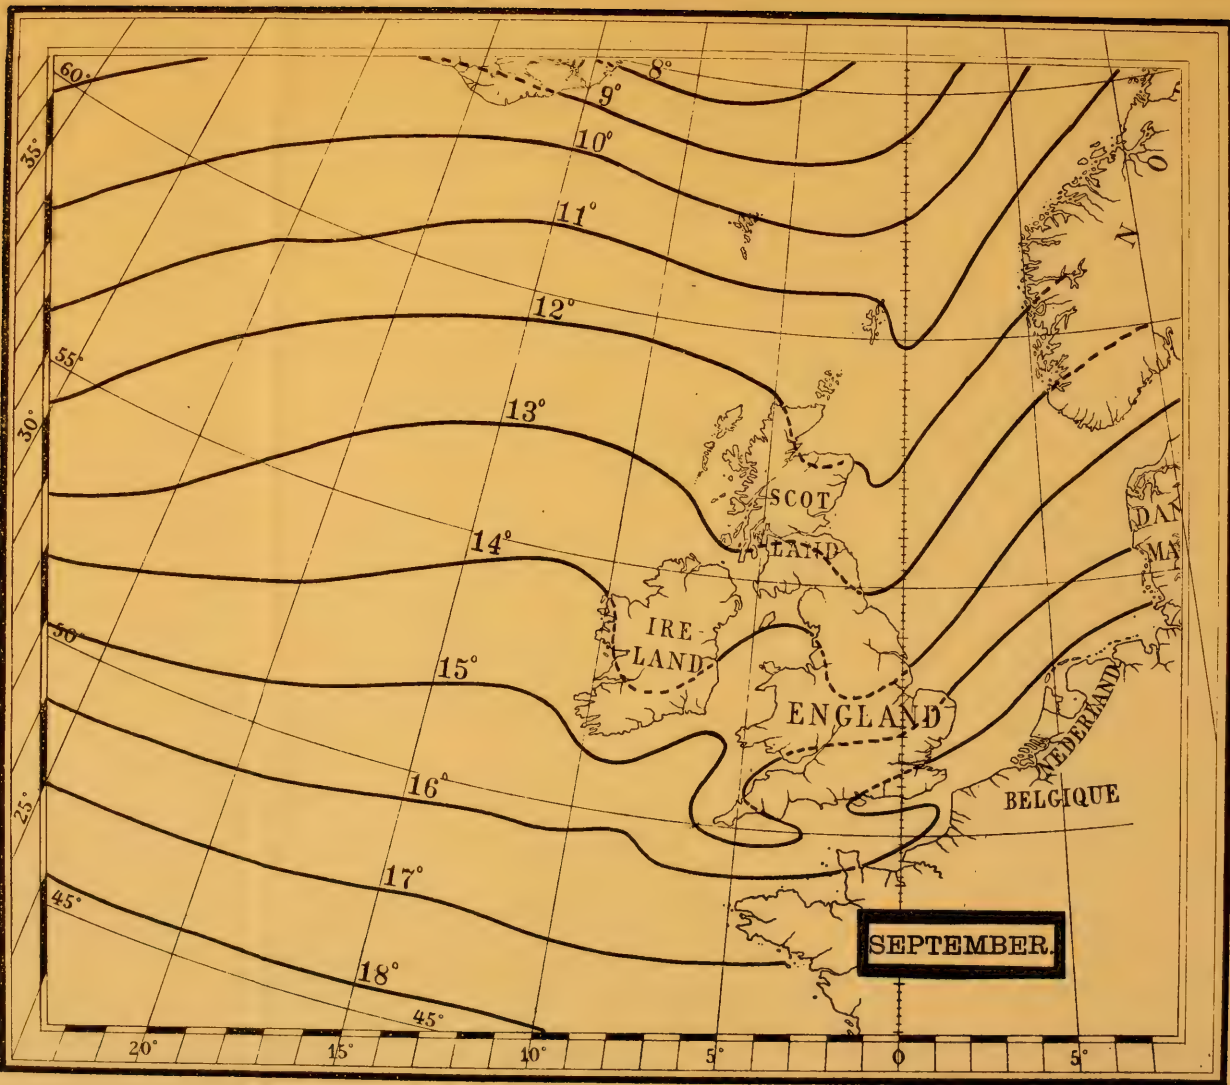 60°
8°
9°
10°
11°
12°
13°
14°
15°
16°
17°
18°
35°
55°
30°
50°
25°
45°
45°
N O
SCOT
LAND
DAN
MA
IRE
LAND
ENGLAND
NEDERLAND
BELGIQUE
SEPTEMBER.
20°
15°
10°
5°
0
5°